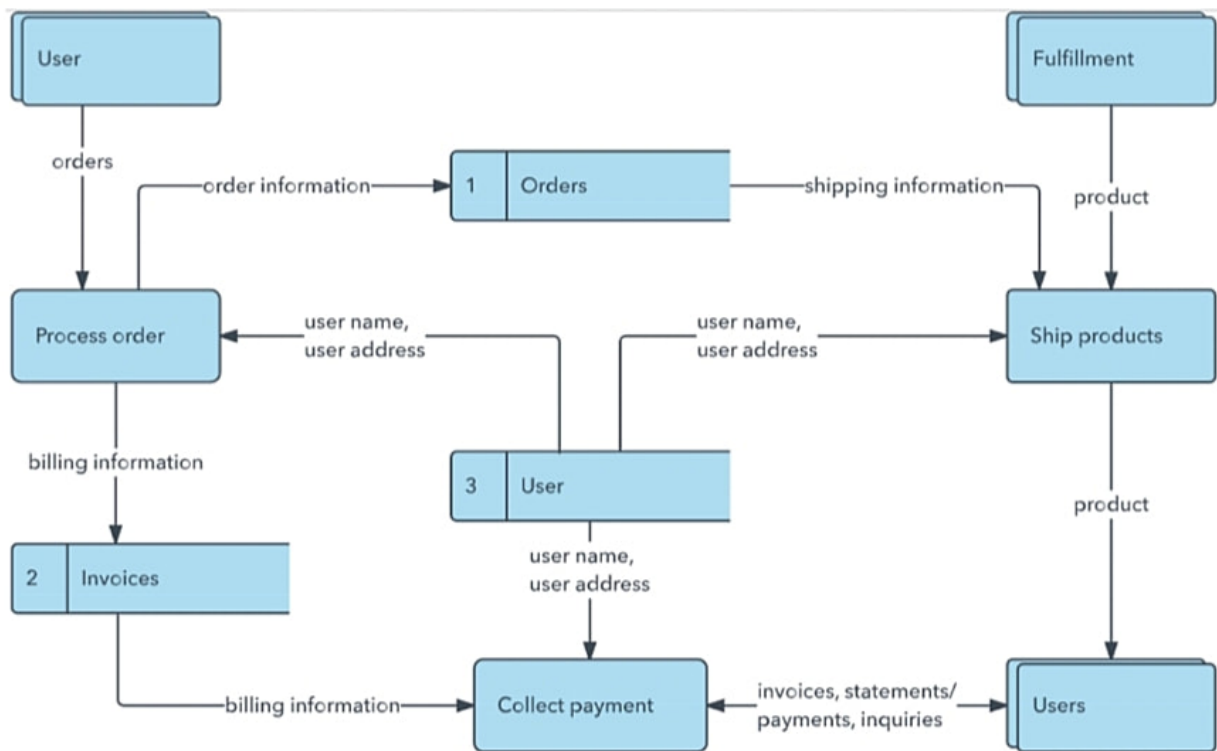 User
Fulfillment
orders
order information
1
Orders
shipping information
product
Process order
user name,
user address
user name,
user address
Ship products
billing information
3
User
product
2
Invoices
user name,
user address
billing information
Collect payment
invoices, statements/
payments, inquiries
Users